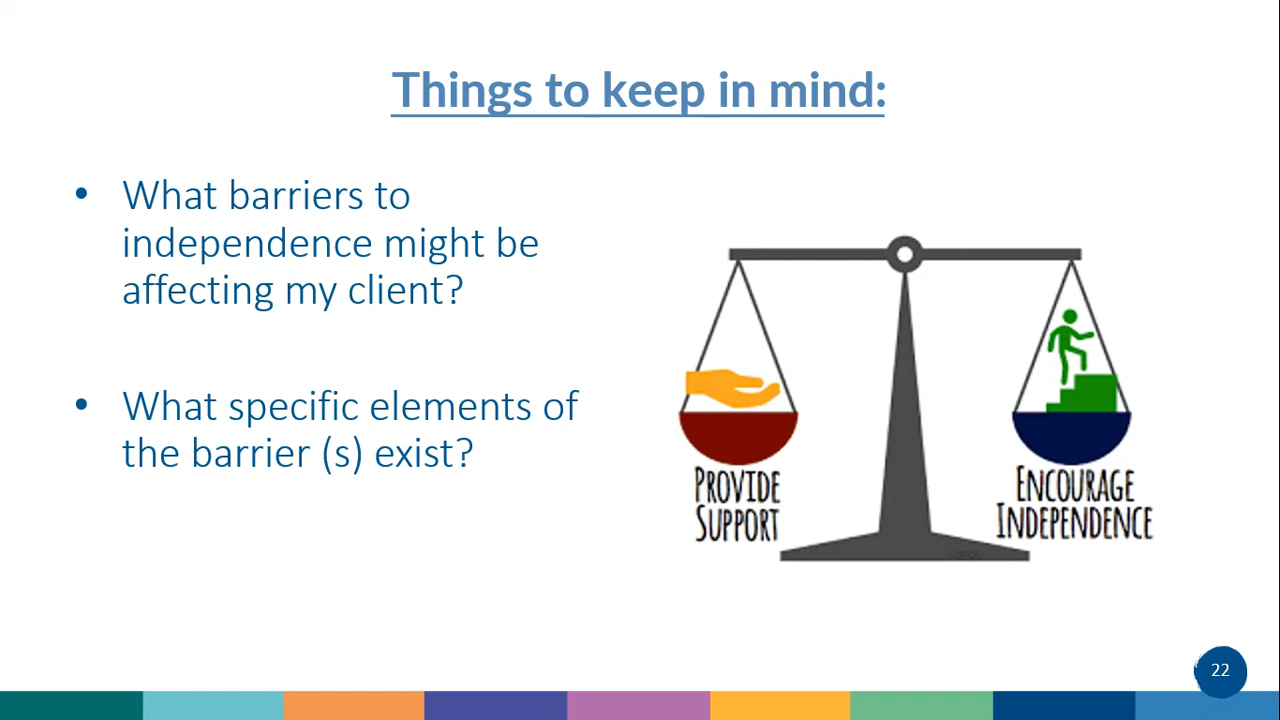 Things to keep in mind:
• What barriers to
independence might be
affecting my client?
• What specific elements of
the barrier (s) exist?
PROVIDE
SUPPORT
ENCOURAGE
INDEPENDENCE
22